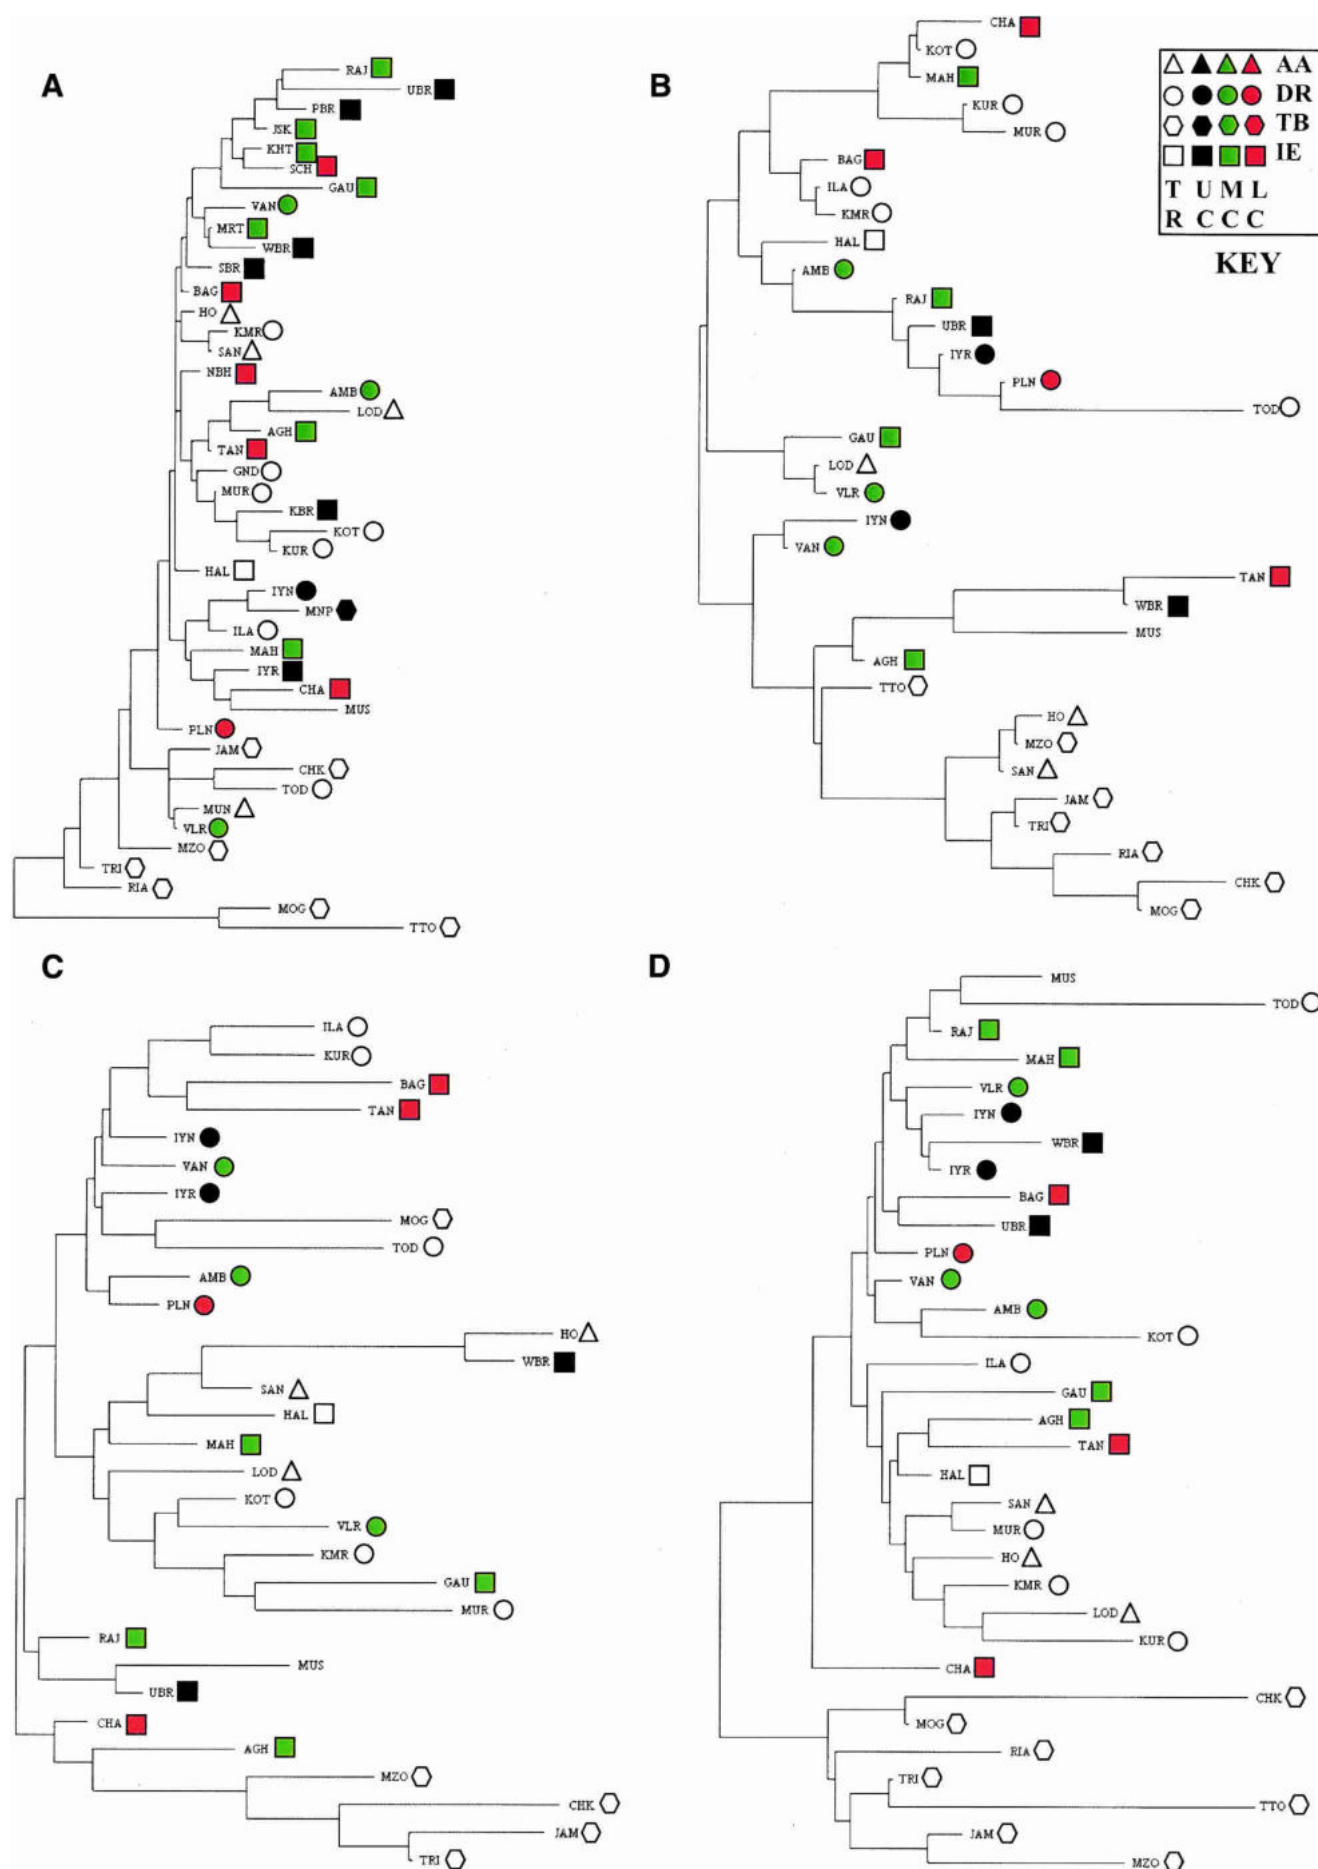 A
RAJ
UBR
PBR
JSK
KHT
SCH
GAU
VAN
MRT
WBR
SBR
BAG
HO
KMR
SAN
NBH
AMB
LOD
AGH
TAN
GND
MUR
KBR
KOT
KUR
HAL
IYN
MNP
ILA
MAH
IYR
CHA
MUS
PLN
JAM
CHK
TOD
MUN
VLR
MZO
TRI
RIA
MOG
TTO
B
CHA
KOT
MAH
KUR
MUR
BAG
ILA
KMR
HAL
AMB
RAJ
UBR
IYR
PLN
TOD
GAU
LOD
VLR
IYN
VAN
TAN
WBR
MUS
AGH
TTO
HO
MZO
SAN
JAM
TRI
RIA
CHK
MOG
AA
DR
TB
IE
T U M L
R C C C
KEY
C
ILA
KUR
BAG
TAN
IYN
VAN
IYR
MOG
TOD
AMB
PLN
HO
WBR
SAN
HAL
MAH
LOD
KOT
VLR
KMR
GAU
MUR
RAJ
MUS
UBR
CHA
AGH
MZO
CHK
JAM
TRI
D
MUS
TOD
RAJ
MAH
VLR
IYN
WBR
IYR
BAG
UBR
PLN
VAN
AMB
KOT
ILA
GAU
AGH
TAN
HAL
SAN
MUR
HO
KMR
LOD
KUR
CHA
CHK
MOG
RIA
TRI
TTO
JAM
MZO